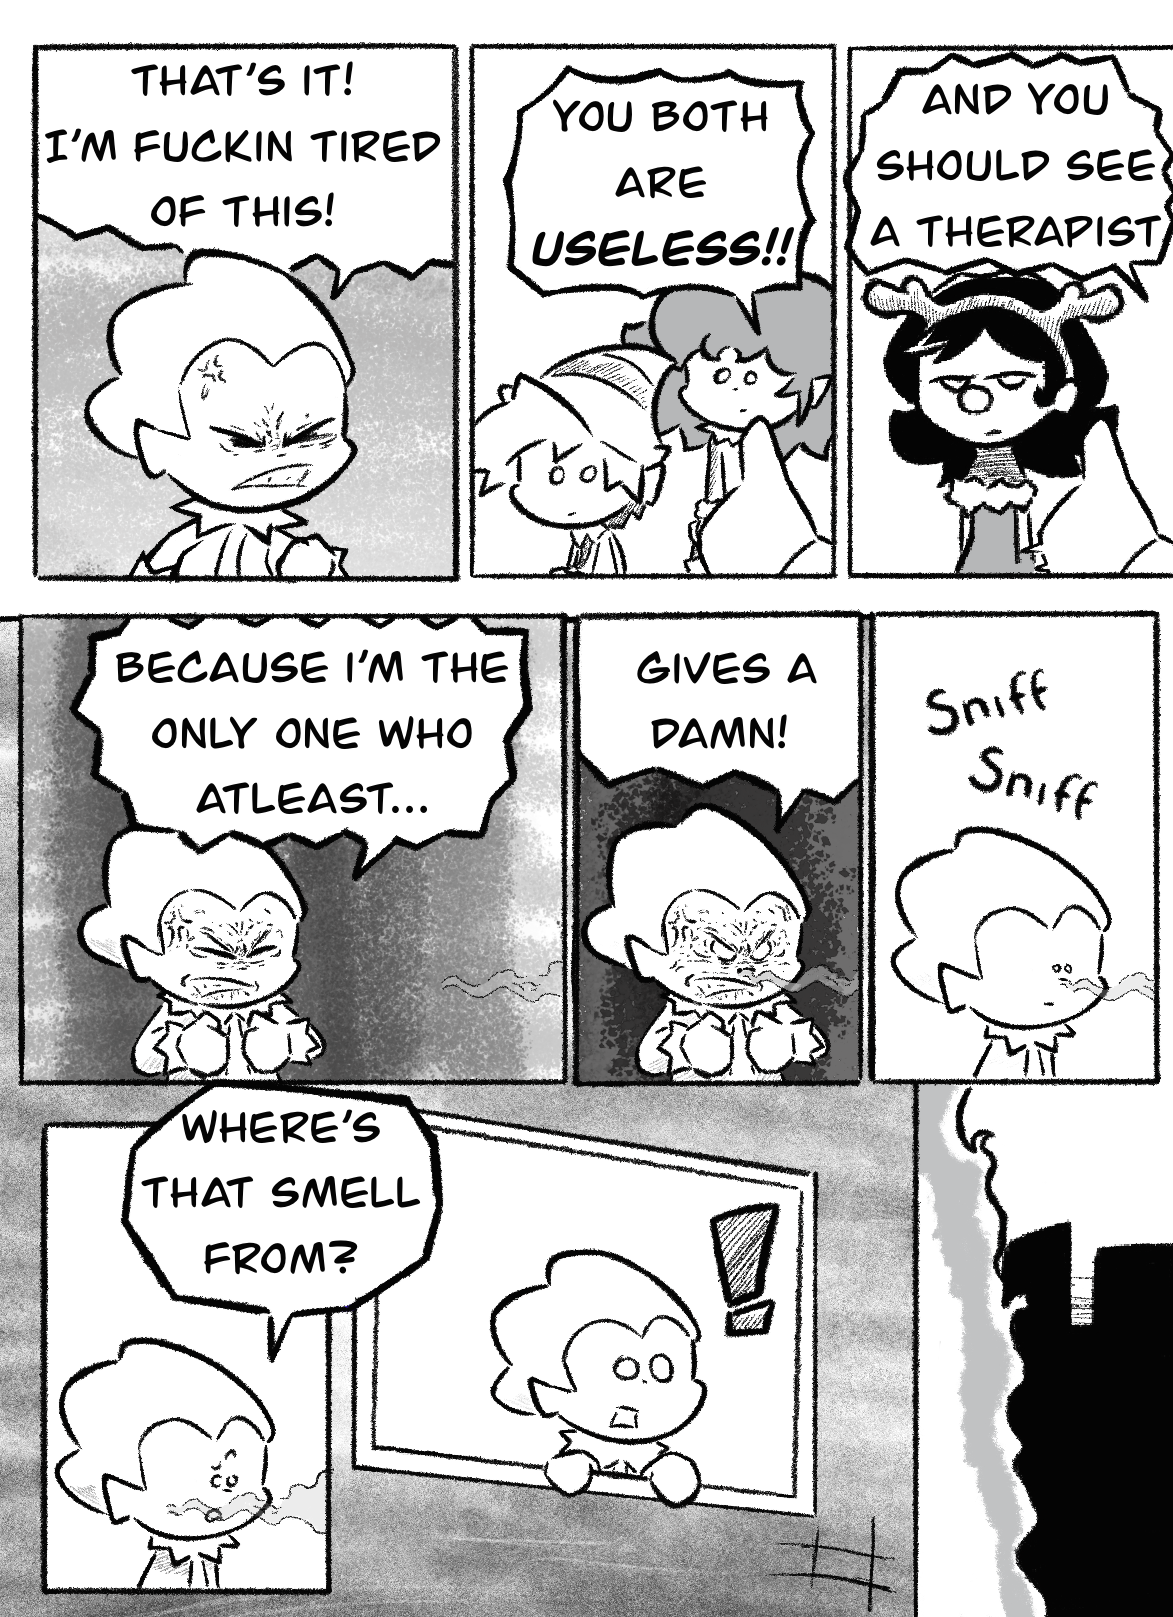 THAT'S IT!
I'M FUCKIN TIRED
OF THIS!
YOU BOTH
ARE
USELESS!!
AND YOU
SHOULD SEE
A THERAPIST
BECAUSE I'M THE
ONLY ONE WHO
ATLEAST...
GIVES A
DAMN!
Sniff
Sniff
WHERE'S
THAT SMELL
FROM?
!